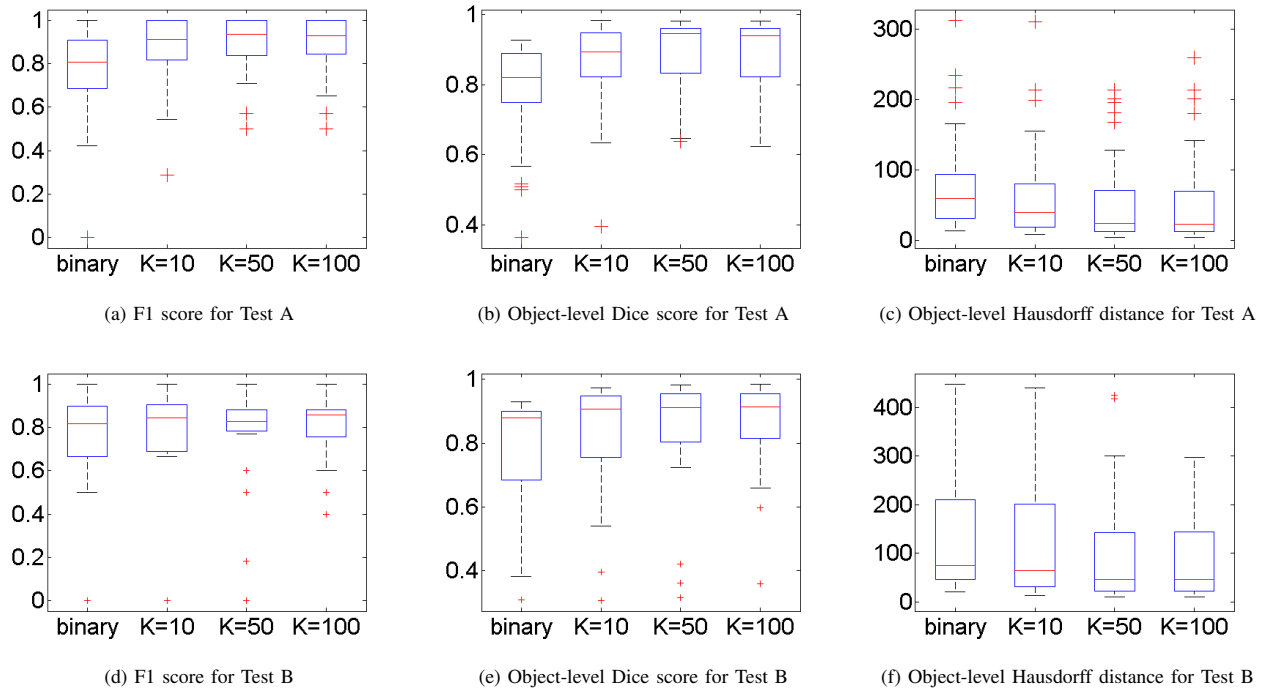 1
0.8
0.6
0.4
0.2
0
binary K=10 K=50 K=100
(a) F1 score for Test A
1
0.8
0.6
0.4
binary K=10 K=50 K=100
(b) Object-level Dice score for Test A
300
200
100
0
binary K=10 K=50 K=100
(c) Object-level Hausdorff distance for Test A
1
0.8
0.6
0.4
0.2
0
binary K=10 K=50 K=100
(d) F1 score for Test B
1
0.8
0.6
0.4
binary K=10 K=50 K=100
(e) Object-level Dice score for Test B
400
300
200
100
0
binary K=10 K=50 K=100
(f) Object-level Hausdorff distance for Test B